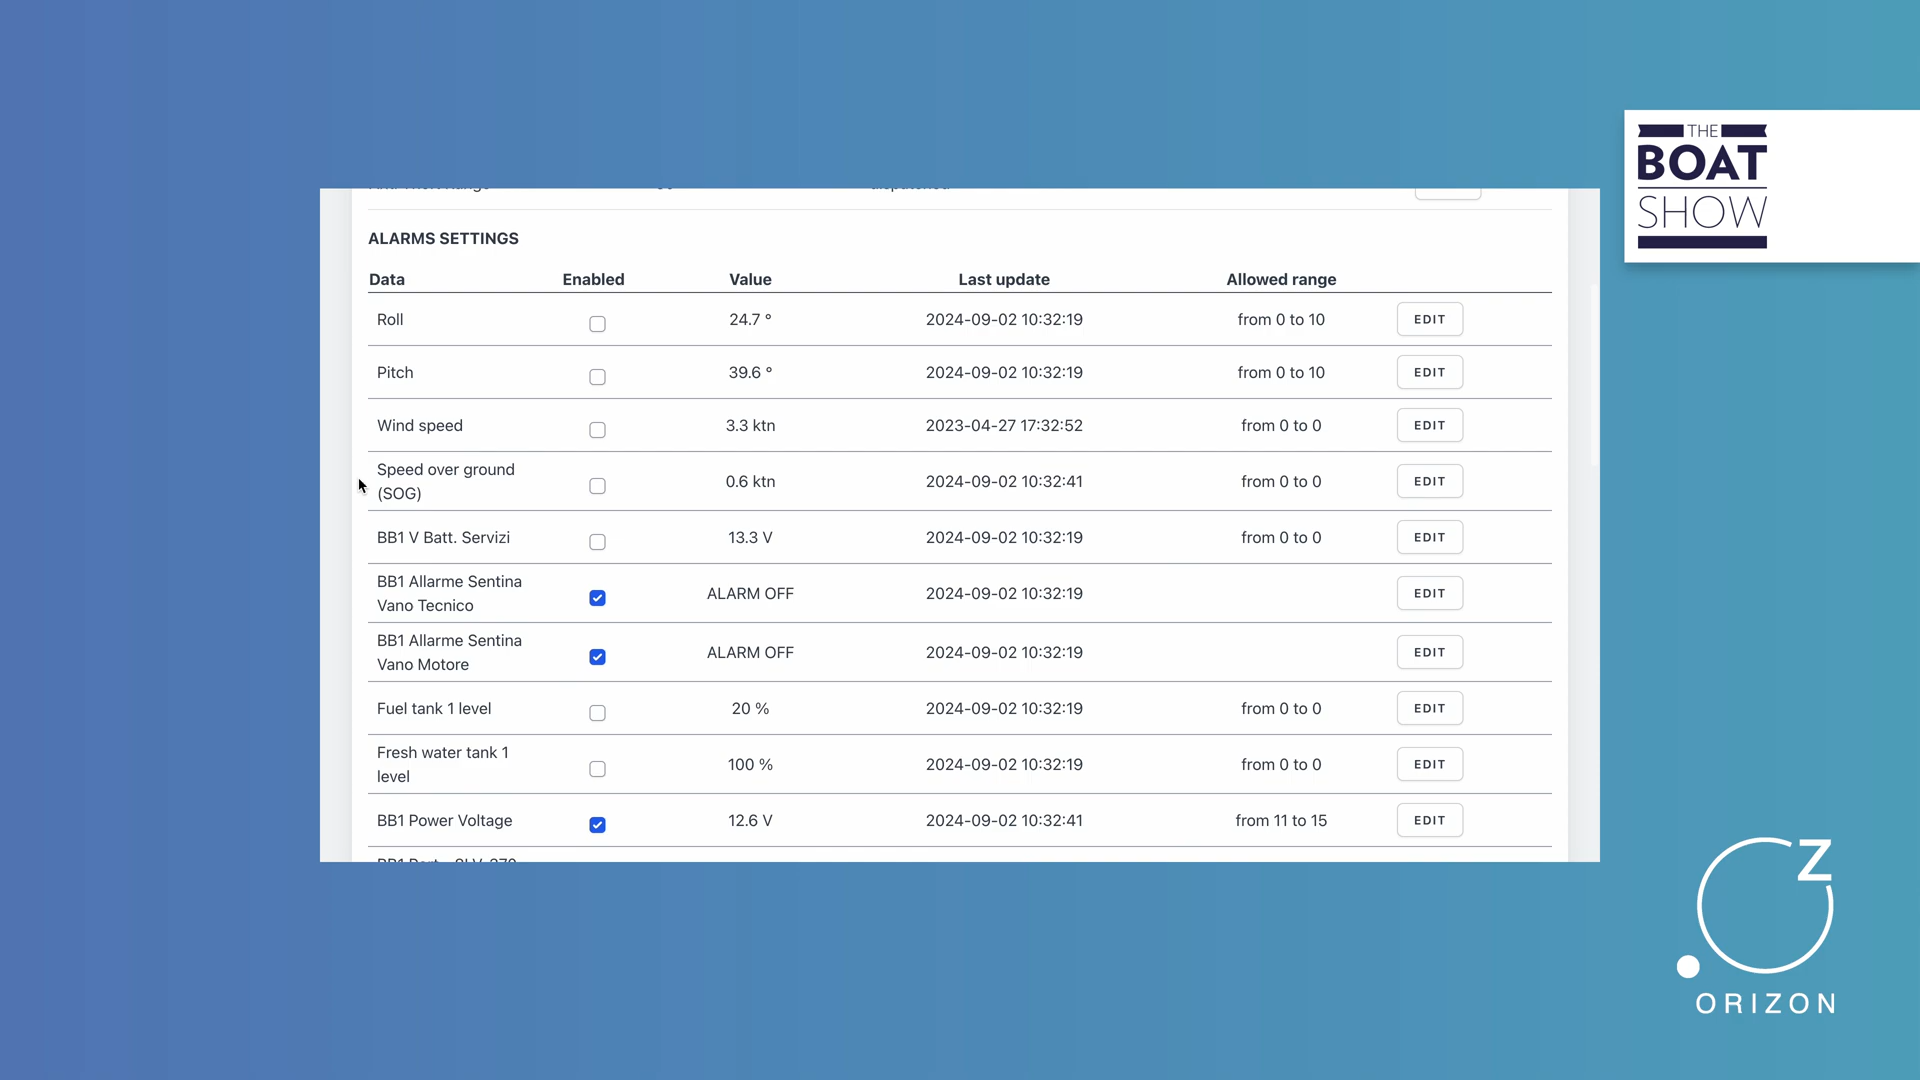 THE
BOAT
SHOW
ALARMS SETTINGS
Data Enabled Value Last update Allowed range
Roll 24.7 ° 2024-09-02 10:32:19 from 0 to 10 EDIT
Pitch 39.6 ° 2024-09-02 10:32:19 from 0 to 10 EDIT
Wind speed 3.3 ktn 2023-04-27 17:32:52 from 0 to 0 EDIT
Speed over ground
(SOG) 0.6 ktn 2024-09-02 10:32:41 from 0 to 0 EDIT
BB1 V Batt. Servizi 13.3 V 2024-09-02 10:32:19 from 0 to 0 EDIT
BB1 Allarme Sentina
Vano Tecnico ALARM OFF 2024-09-02 10:32:19 EDIT
BB1 Allarme Sentina
Vano Motore ALARM OFF 2024-09-02 10:32:19 EDIT
Fuel tank 1 level 20 % 2024-09-02 10:32:19 from 0 to 0 EDIT
Fresh water tank 1
level 100 % 2024-09-02 10:32:19 from 0 to 0 EDIT
BB1 Power Voltage 12.6 V 2024-09-02 10:32:41 from 11 to 15 EDIT
Z
ORIZON